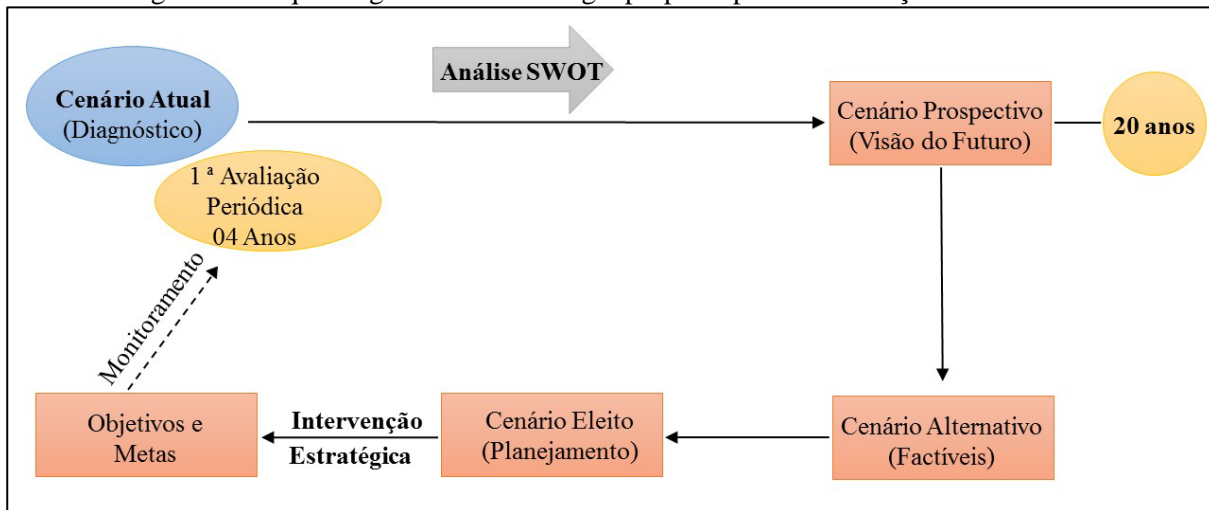 Análise SWOT
Cenário Atual
(Diagnóstico)
Cenário Prospectivo
(Visão do Futuro)
20 anos
1 ª Avaliação
Periódica
04 Anos
Monitoramento
Objetivos e
Metas
Intervenção
Estratégica
Cenário Eleito
(Planejamento)
Cenário Alternativo
(Factíveis)